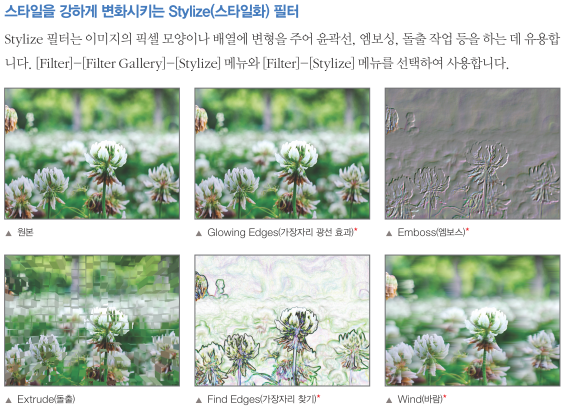 스타일을 강하게 변화시키는 Stylize(스타일화) 필터
Stylize 필터는 이미지의 픽셀 모양이나 배열에 변형을 주어 윤곽선, 엠보싱, 돌출 작업 등을 하는 데 유용합
니다. [Filter]-[Filter Gallery]-[Stylize] 메뉴와 [Filter]-[Stylize] 메뉴를 선택하여 사용합니다.
▲ 원본
▲ Glowing Edges(가장자리 광선 효과)*
▲ Emboss(엠보스)*
▲ Extrude(돌출)
▲ Find Edges(가장자리 찾기)*
▲ Wind(바람)*